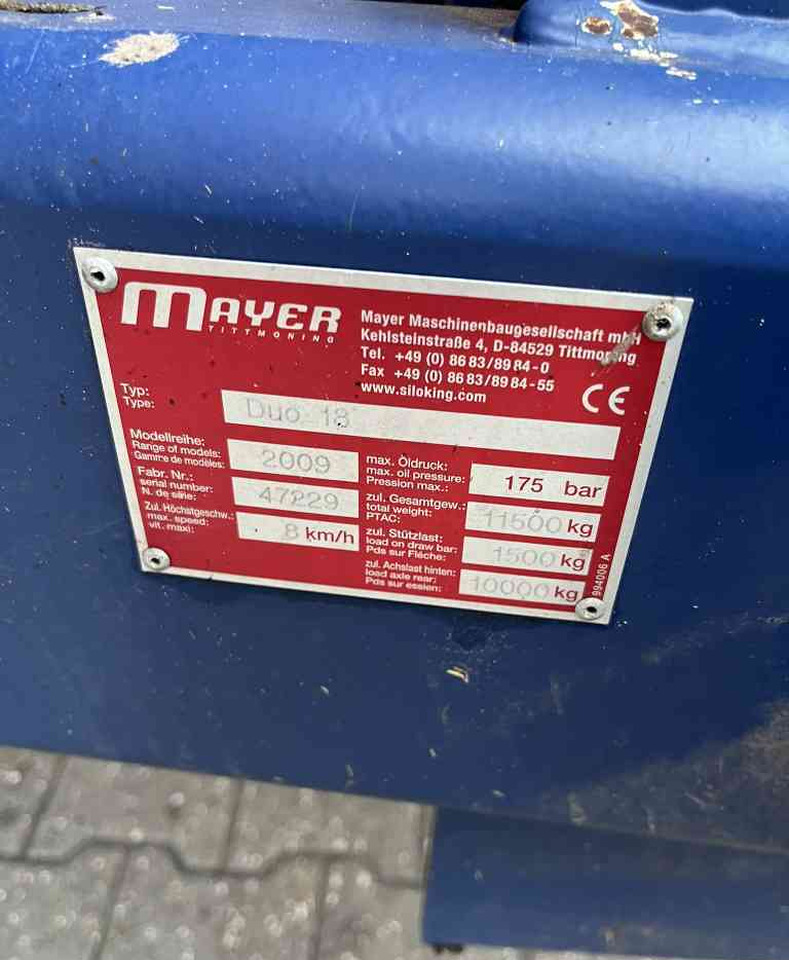 MAYER
TITTMONING
Mayer Maschinenbaugesellschaft mbH
Kehlsteinstraße 4, D-84529 Tittmoning
Tel. +49 (0) 86 83/89 84-0
Fax +49 (0) 86 83/89 84-55
www.siloking.com
CE
Typ:
Type:
Duo 18
Modellreihe:
Range of models:
Gamme de modèles:
2009
Fabr. Nr.:
serial number:
N. de série:
47229
Zul. Höchstgeschw.:
max. speed:
vit. maxi:
8 km/h
max. Öldruck:
max. oil pressure:
Pression max.:
175 bar
zul. Gesamtgew.:
total weight:
PTAC:
11500 kg
zul. Stützlast:
load on draw bar:
Pds sur Flèche:
1500 kg
zul. Achslast hinten:
load axle rear:
Pds sur essien:
10000 kg
994006 A